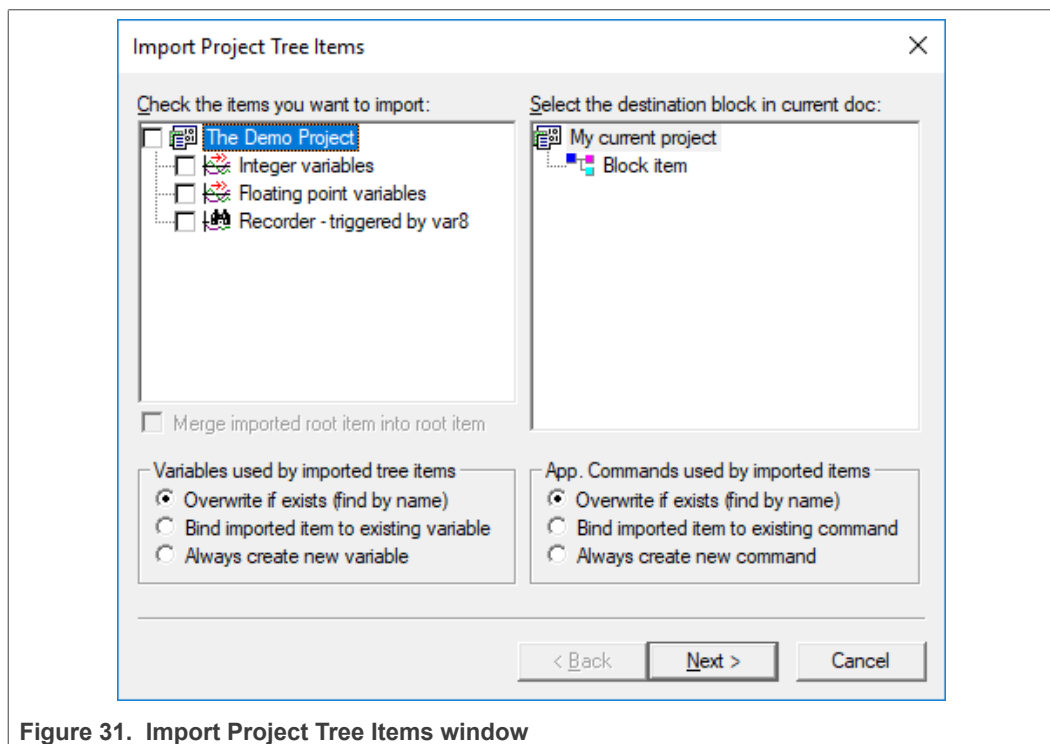 Import Project Tree Items
Check the items you want to import:
The Demo Project
Integer variables
Floating point variables
Recorder - triggered by var8
Merge imported root item into root item
Select the destination block in current doc:
My current project
Block item
Variables used by imported tree items
Overwrite if exists (find by name)
Bind imported item to existing variable
Always create new variable
App. Commands used by imported items
Overwrite if exists (find by name)
Bind imported item to existing command
Always create new command
< Back
Next >
Cancel
Figure 31. Import Project Tree Items window